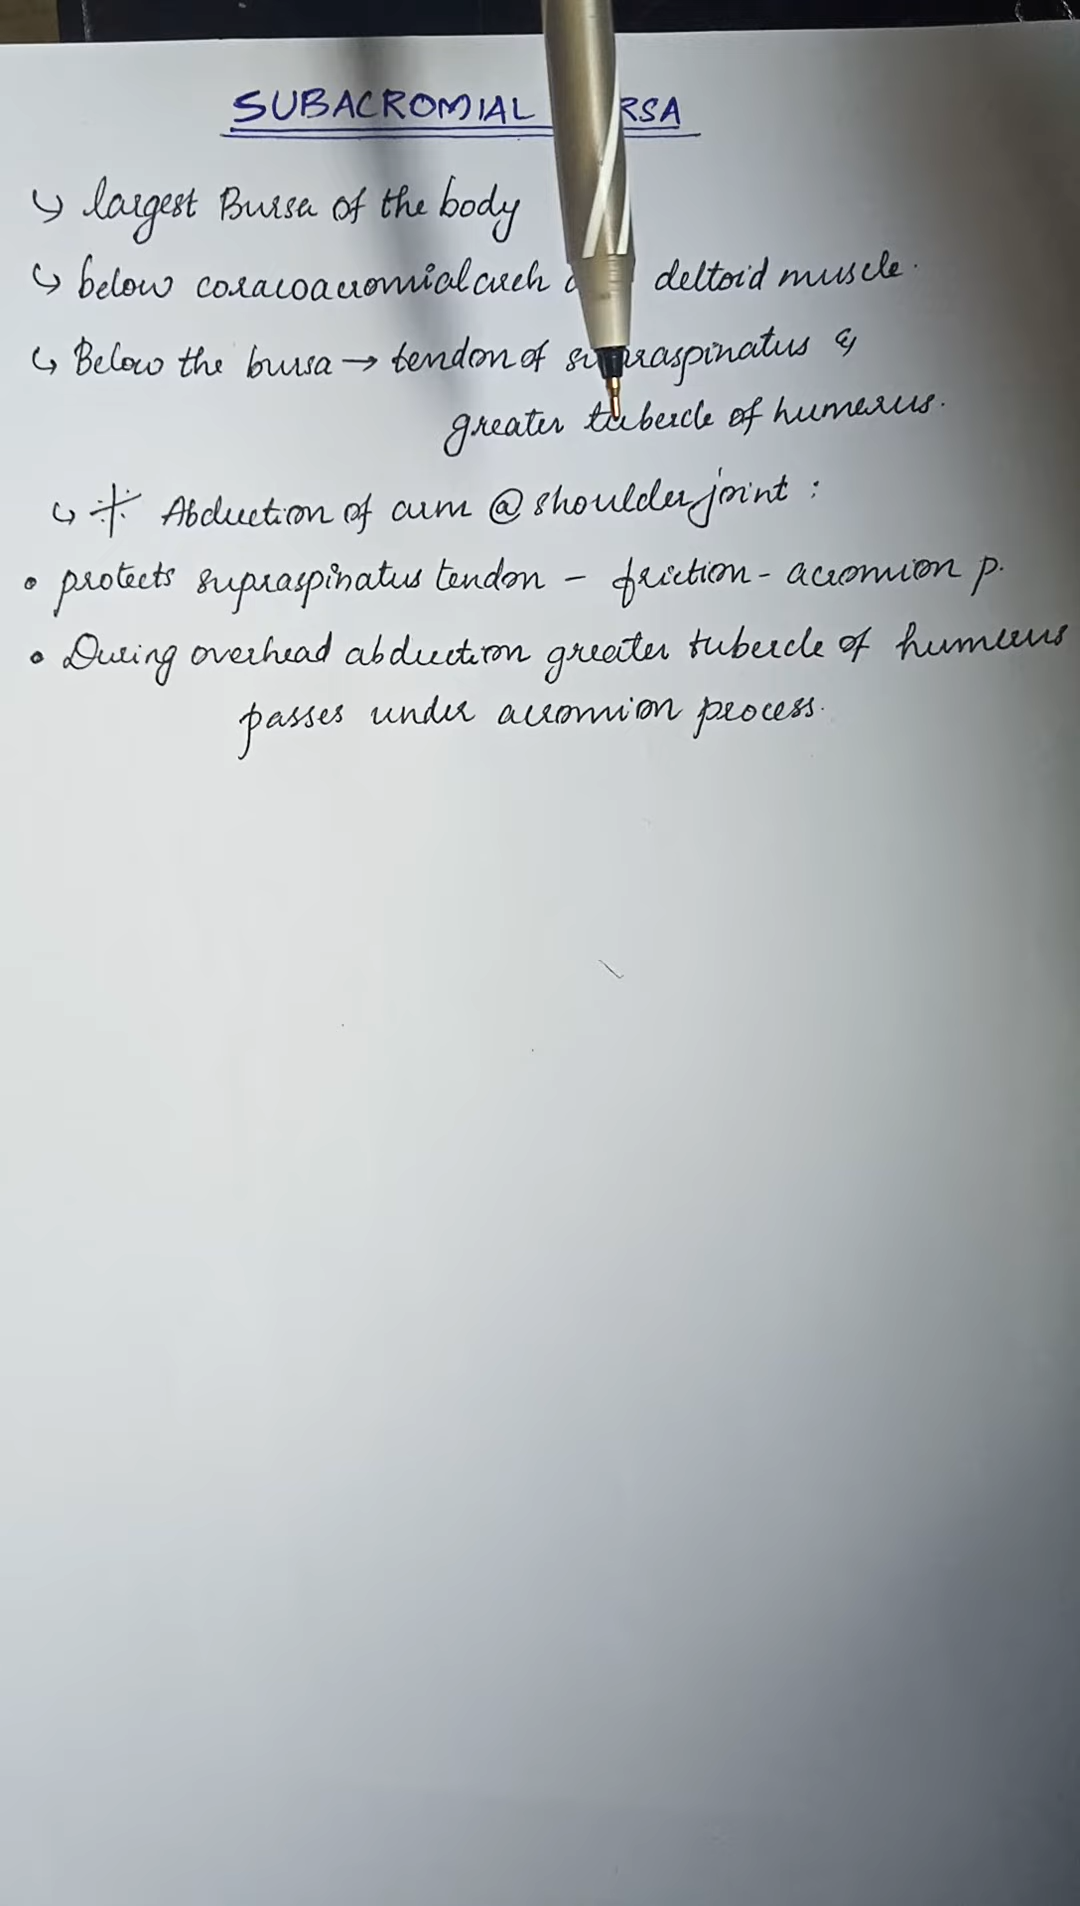 SUBACROMIAL RSA
↳ largest Bursa of the body
↳ below coracoacromial arch deltoid muscle.
↳ Below the bursa → tendon of supraspinatus &
greater tubercle of humerus.
↳ * Abduction of arm @ shoulder joint :
• protects supraspinatus tendon - friction - acromion p.
• During overhead abduction greater tubercle of humerus
passes under acromion process.